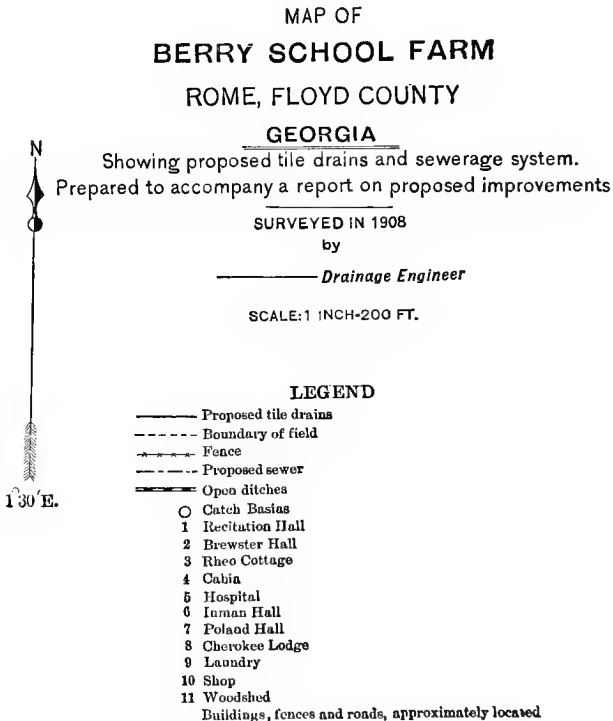 MAP OF
BERRY SCHOOL FARM
ROME, FLOYD COUNTY
GEORGIA
Showing proposed tile drains and sewerage system.
Prepared to accompany a report on proposed improvements
SURVEYED IN 1908
by
Drainage Engineer
SCALE:1 INCH=200 FT.
N
1°30'E.
LEGEND
Proposed tile drains
Boundary of field
Fence
Proposed sewer
Open ditches
Catch Basins
1 Recitation Hall
2 Brewster Hall
3 Rheo Cottage
4 Cabin
5 Hospital
6 Inman Hall
7 Poland Hall
8 Cherokee Lodge
9 Laundry
10 Shop
11 Woodshed
Buildings, fences and roads, approximately located